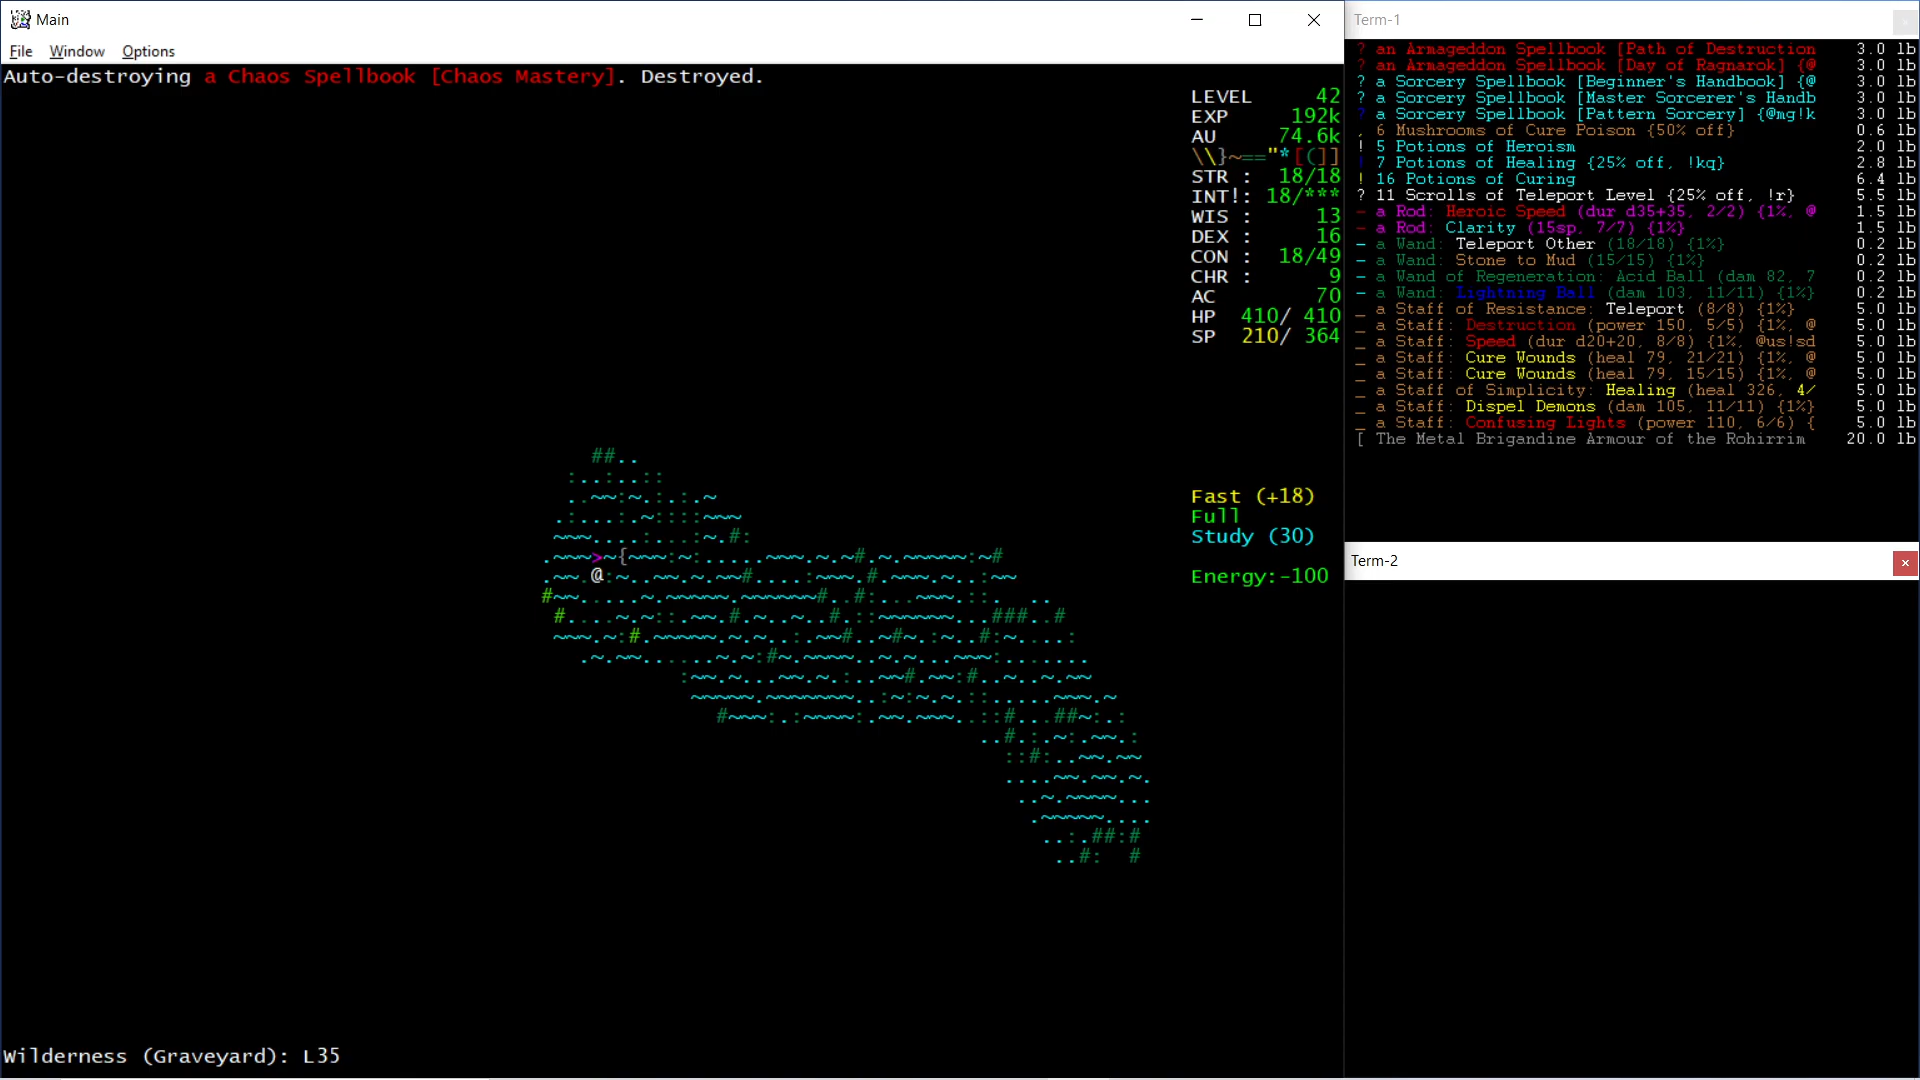 Main
File Window Options
Auto-destroying a Chaos Spellbook [Chaos Mastery]. Destroyed.
LEVEL 42
EXP 192k
AU 74.6k
\\}~=="*[(]]
STR : 18/18
INT!: 18/***
WIS : 13
DEX : 16
CON : 18/49
CHR : 9
AC 70
HP 410/ 410
SP 210/ 364
Fast (+18)
Full
Study (30)
Energy:-100
Wilderness (Graveyard): L35
Term-1
? an Armageddon Spellbook [Path of Destruction 3.0 lb
? an Armageddon Spellbook [Day of Ragnarok] {@ 3.0 lb
? a Sorcery Spellbook [Beginner's Handbook] {@ 3.0 lb
? a Sorcery Spellbook [Master Sorcerer's Handb 3.0 lb
? a Sorcery Spellbook [Pattern Sorcery] {@mg!k 3.0 lb
, 6 Mushrooms of Cure Poison {50% off} 0.6 lb
! 5 Potions of Heroism 2.0 lb
! 7 Potions of Healing {25% off, !kq} 2.8 lb
! 16 Potions of Curing 6.4 lb
? 11 Scrolls of Teleport Level {25% off, !r} 5.5 lb
- a Rod: Heroic Speed (dur d35+35, 2/2) {1%, @ 1.5 lb
- a Rod: Clarity (15sp, 7/7) {1%} 1.5 lb
- a Wand: Teleport Other (18/18) {1%} 0.2 lb
- a Wand: Stone to Mud (15/15) {1%} 0.2 lb
- a Wand of Regeneration: Acid Ball (dam 82, 7 0.2 lb
- a Wand: Lightning Ball (dam 103, 11/11) {1%} 0.2 lb
_ a Staff of Resistance: Teleport (8/8) {1%} 5.0 lb
_ a Staff: Destruction (power 150, 5/5) {1%, @ 5.0 lb
_ a Staff: Speed (dur d20+20, 8/8) {1%, @us!sd 5.0 lb
_ a Staff: Cure Wounds (heal 79, 21/21) {1%, @ 5.0 lb
_ a Staff: Cure Wounds (heal 79, 15/15) {1%, @ 5.0 lb
_ a Staff of Simplicity: Healing (heal 326, 4/ 5.0 lb
_ a Staff: Dispel Demons (dam 105, 11/11) {1%} 5.0 lb
_ a Staff: Confusing Lights (power 110, 6/6) { 5.0 lb
[ The Metal Brigandine Armour of the Rohirrim 20.0 lb
Term-2